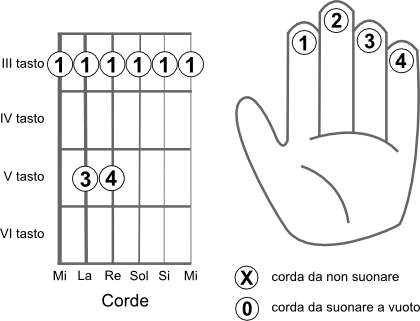 1 2 3 4
III tasto 1 1 1 1 1 1
IV tasto
V tasto 3 4
VI tasto
Mi La Re Sol Si Mi
Corde
X corda da non suonare
0 corda da suonare a vuoto